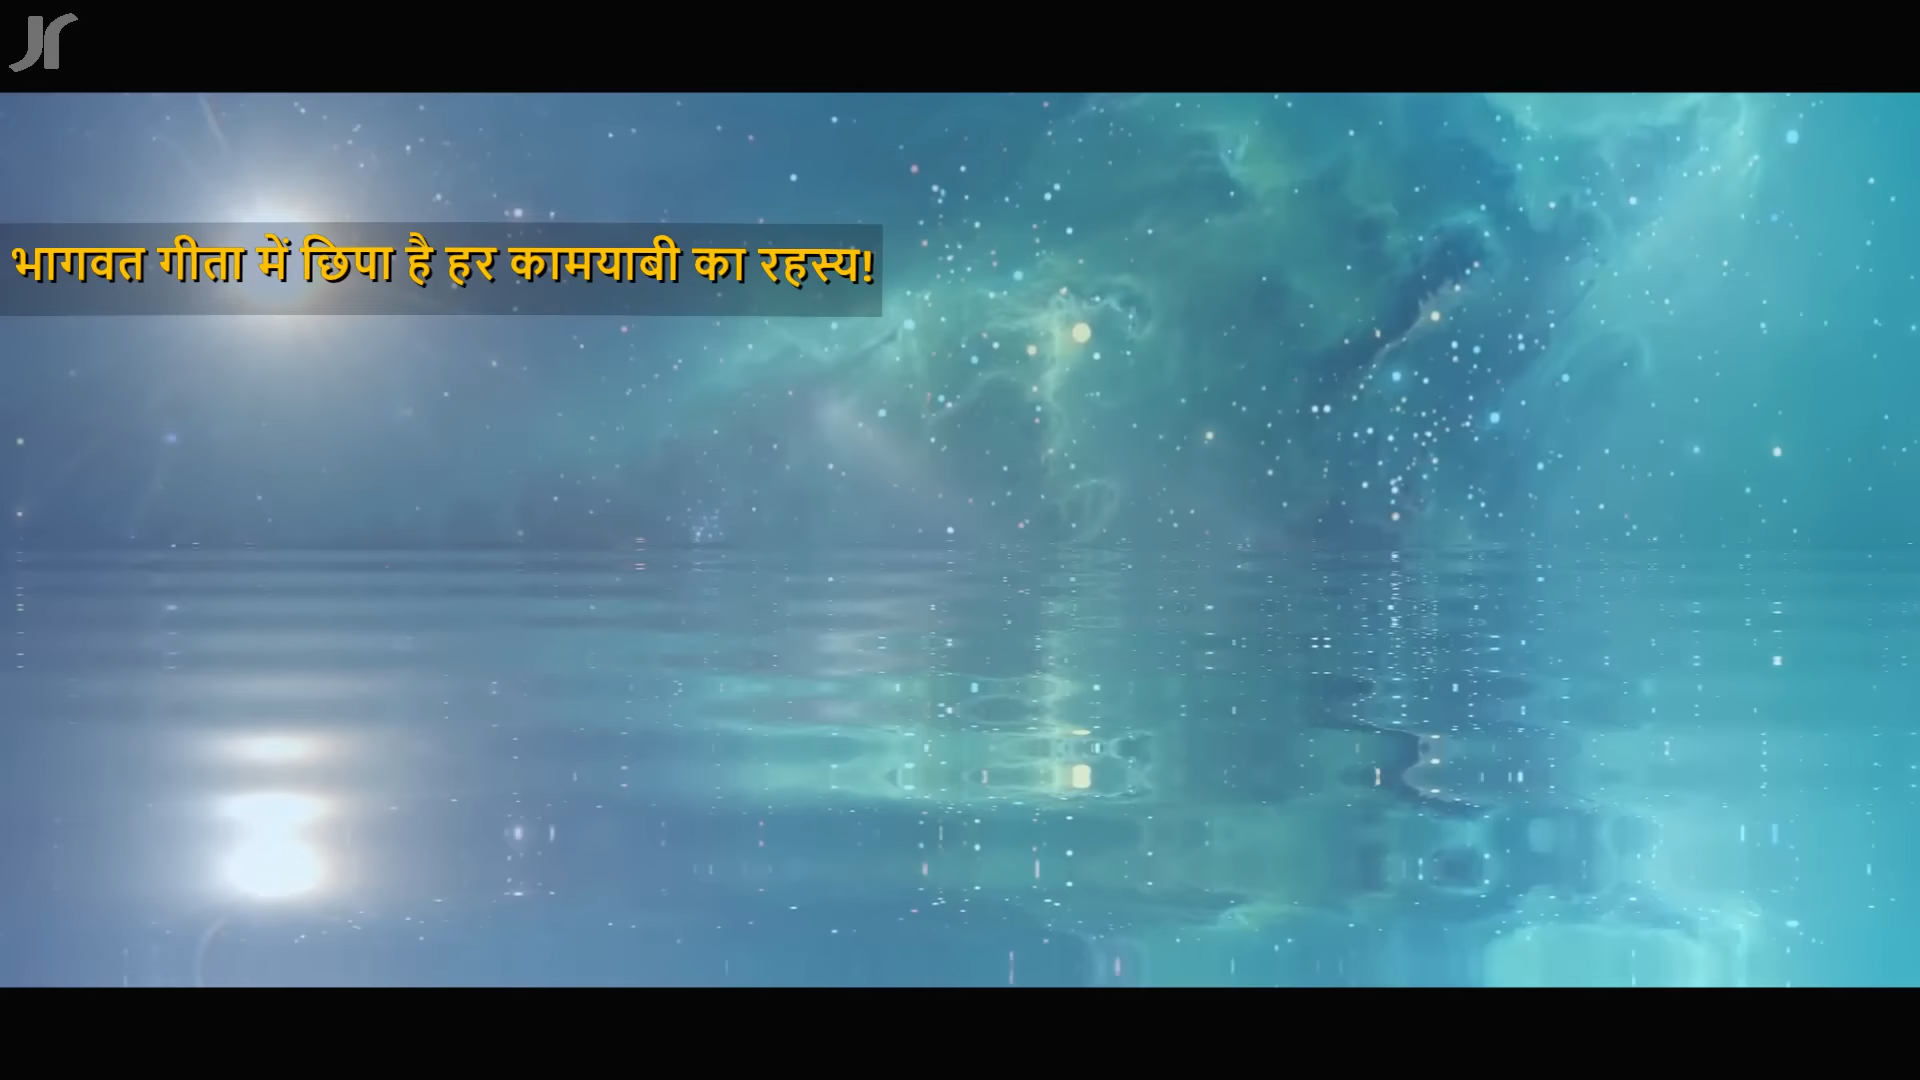 भागवत गीता में छिपा है हर कामयाबी का रहस्य!